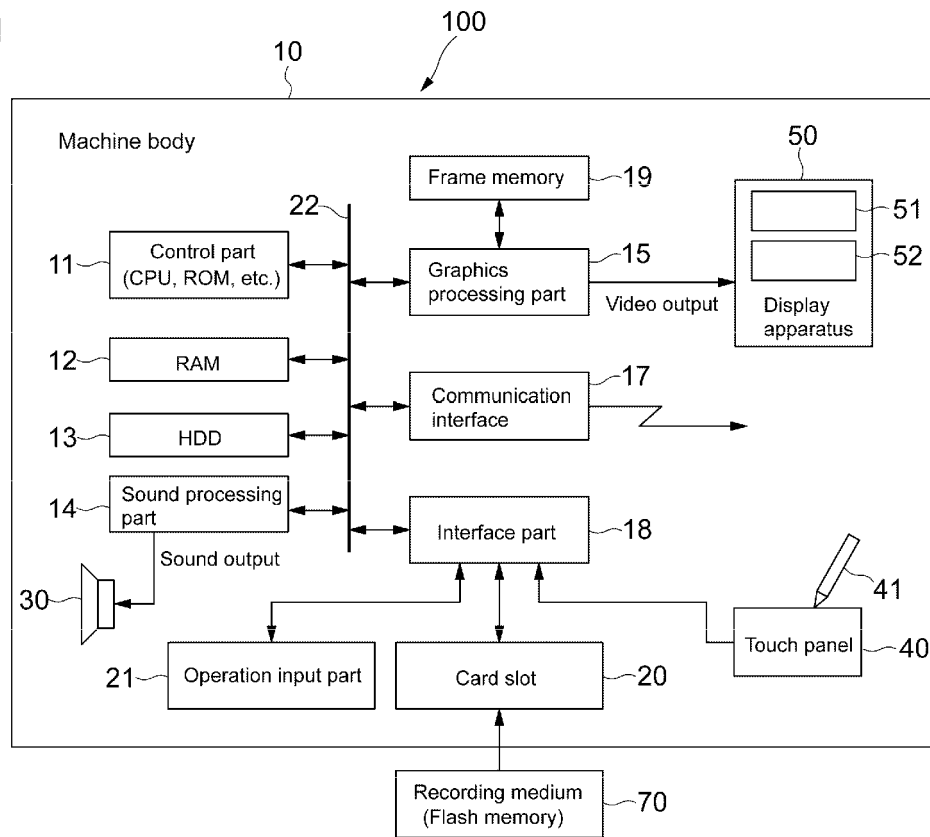 100
10
Machine body
50
Frame memory
19
51
22
52
11
Control part
(CPU, ROM, etc.)
Graphics
processing part
15
Video output
Display
apparatus
12
RAM
17
Communication
interface
13
HDD
14
Sound processing
part
Interface part
18
Sound output
30
41
Touch panel
40
21
Operation input part
Card slot
20
Recording medium
(Flash memory)
70